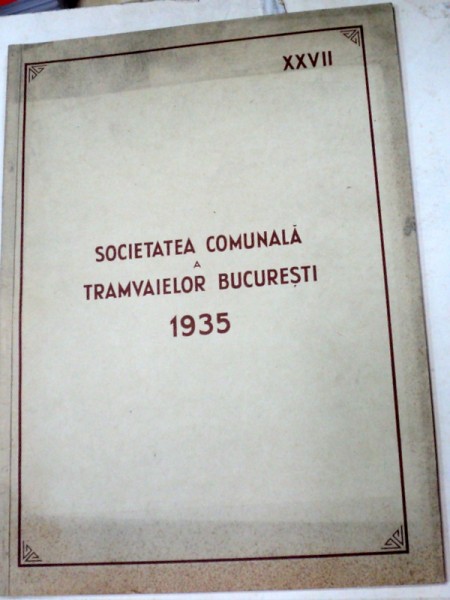 XXVII
SOCIETATEA COMUNALĂ
A
TRAMVAIELOR BUCUREȘTI
1935